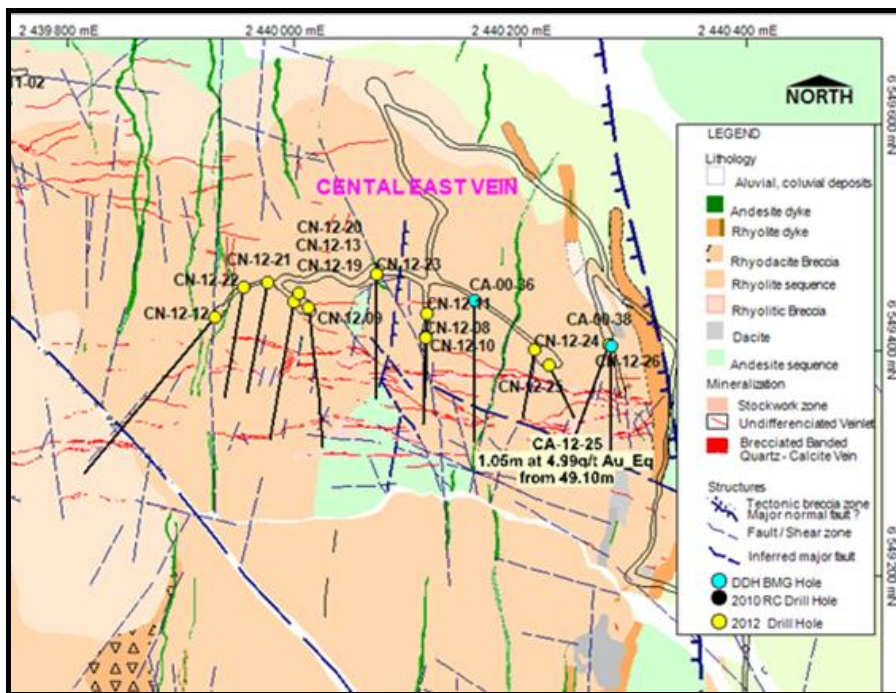 2 439 800 mE
2 440 000 mE
2 440 200 mE
2 440 400 mE
6 549 600 mN
6 549 400 mN
6 549 200 mN
NORTH
T1-02
CENTAL EAST VEIN
CN-12-20
CN-12-13
CN-12-19
CN-12-21
CN-12-22
CN-12-12
CN-12-09
CN-12-23
CA-00-36
CN-12-11
CN-12-08
CN-12-10
CA-00-38
CN-12-24
CN-12-26
CN-12-25
CA-12-25
1.05m at 4.99g/t Au_Eq
from 49.10m
LEGEND
Lithology
Aluvial, coluvial deposits
Andesite dyke
Rhyolite dyke
Rhyodacite Breccia
Rhyolite sequence
Rhyolitic Breccia
Dacite
Andesite sequence
Mineralization
Stockwork zone
Undifferenciated Veinlet
Brecciated Banded
Quartz - Calcite Vein
Structures
Tectonic breccia zone
Major normal fault ?
Fault / Shear zone
Inferred major fault
DDH BMG Hole
2010 RC Drill Hole
2012 Drill Hole